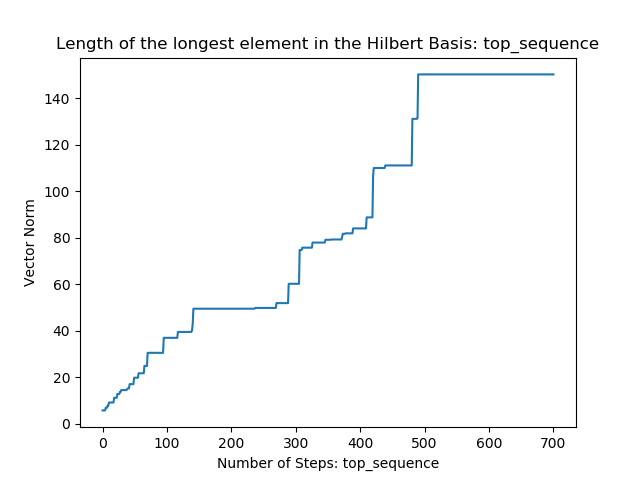 Length of the longest element in the Hilbert Basis: top_sequence
Vector Norm
140
120
100
80
60
40
20
0
0 100 200 300 400 500 600 700
Number of Steps: top_sequence